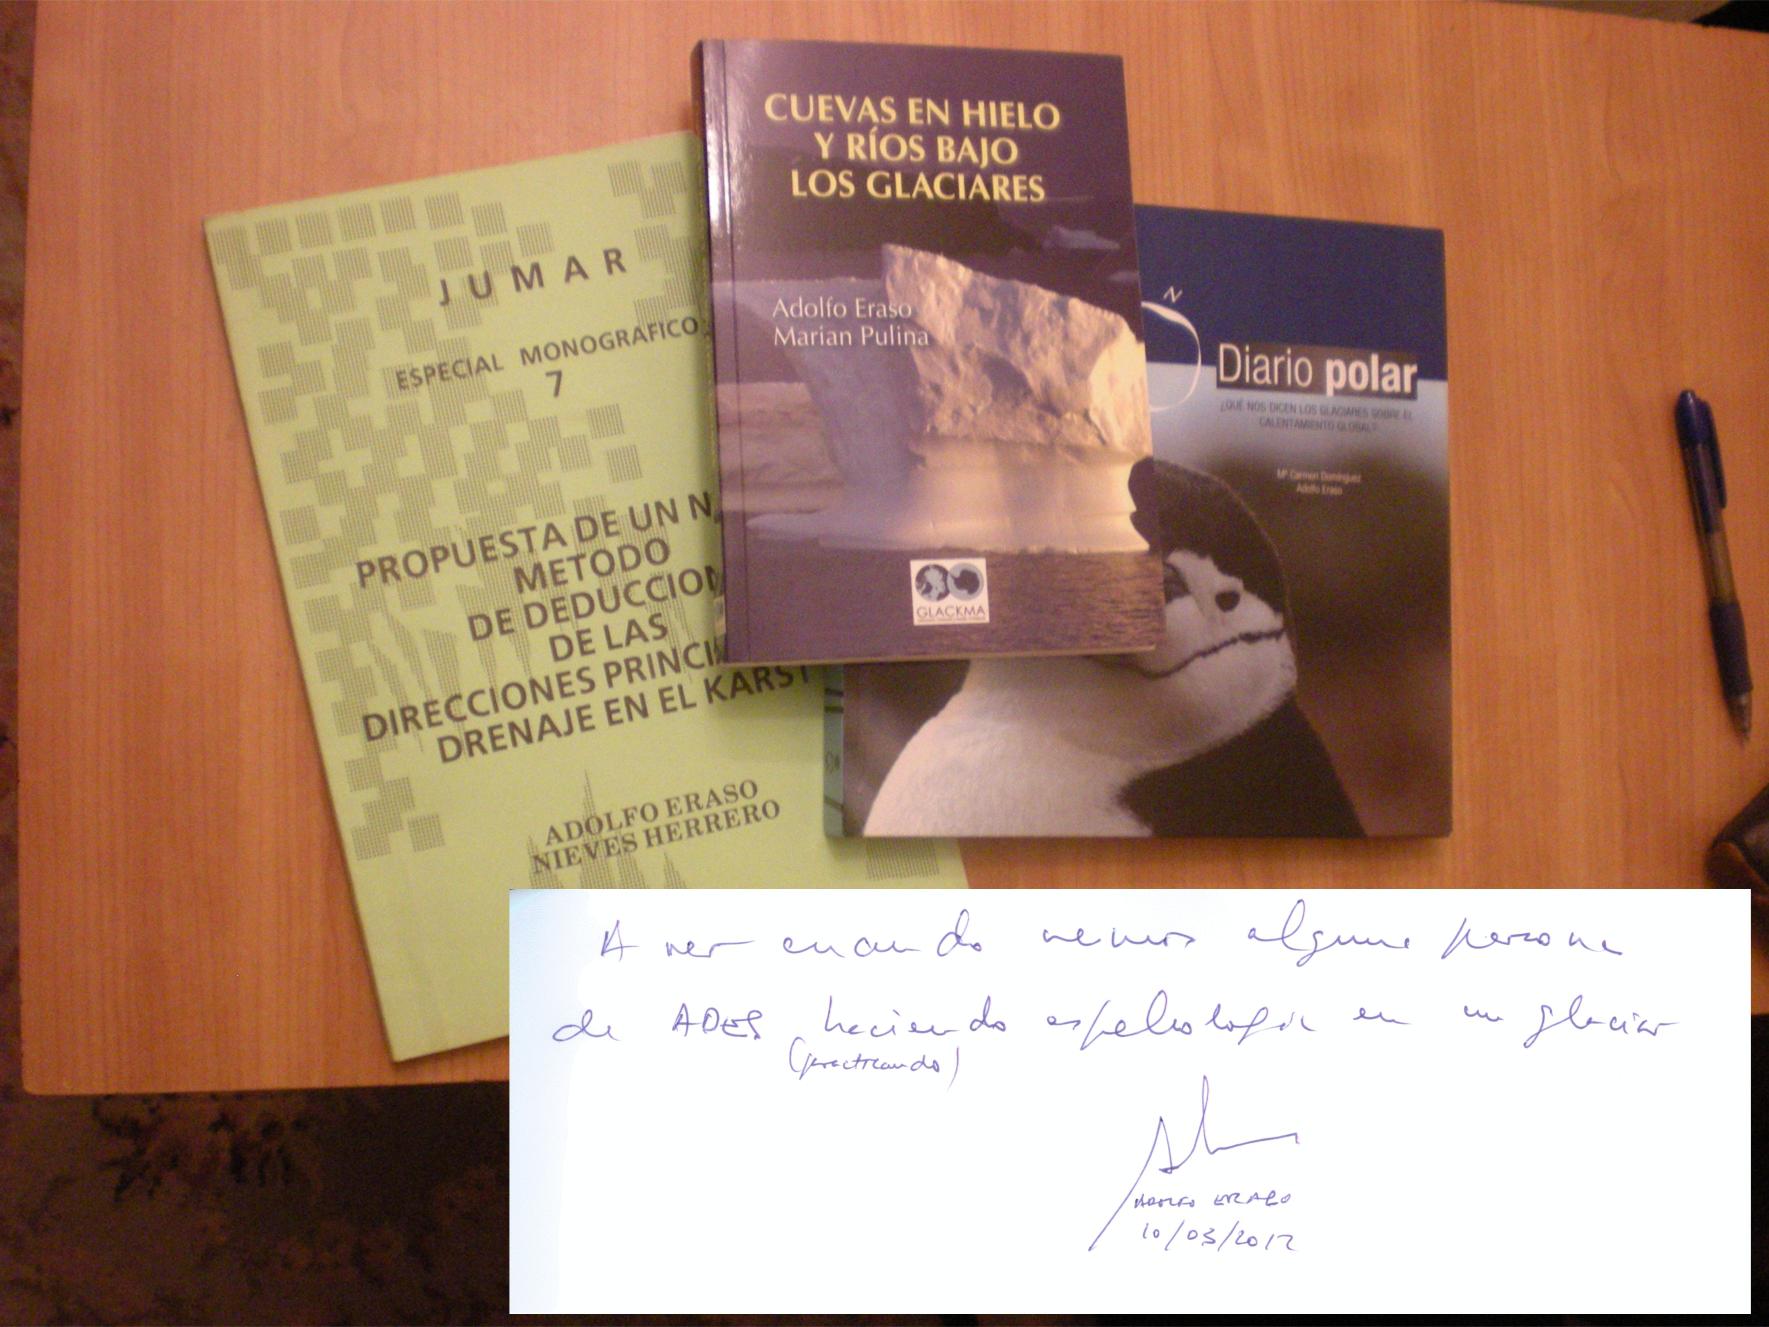 JUMAR
ESPECIAL MONOGRAFICO
7
PROPUESTA DE UN
METODO
DE DEDUCCION
DE LAS
DIRECCIONES
DRENAJE EN EL KARST
ADOLFO ERASO
NIEVES HERRERO
CUEVAS EN HIELO
Y RÍOS BAJO
LOS GLACIARES
Adolfo Eraso
Marian Pulina
GLACKMA
N
Diario polar
¿QUÉ NOS DICEN LOS GLACIARES SOBRE EL
CALENTAMIENTO GLOBAL?
Mª Carmen Domínguez
Adolfo Eraso
A ver cuando vemos alguna persona
de ADES haciendo espeleología en un glaciar
(practicando)
ADOLFO ERASO
10/03/2012